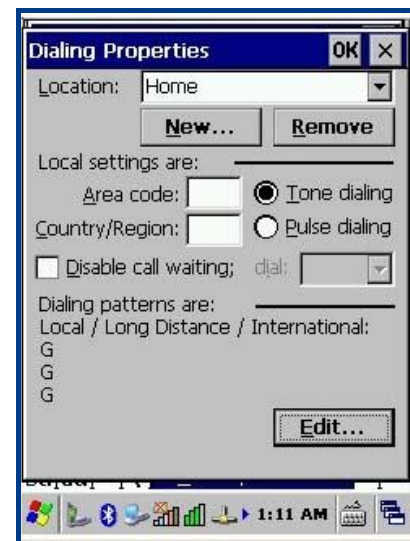 Dialing Properties OK
Location: Home
New... Remove
Local settings are:
Area code: Tone dialing
Country/Region: Pulse dialing
Disable call waiting; dial:
Dialing patterns are:
Local / Long Distance / International:
G
G
G
Edit...
1:11 AM